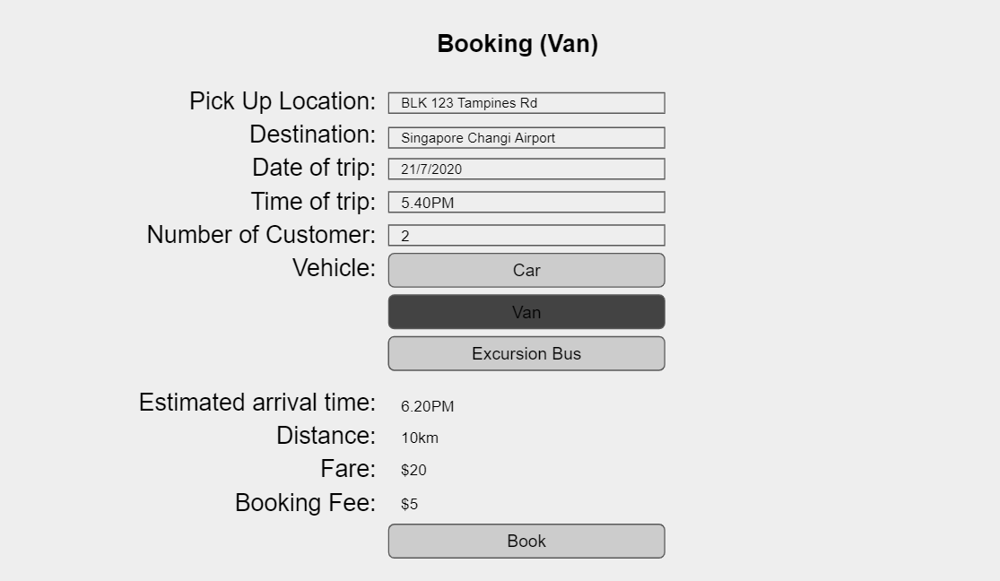 Booking (Van)
Pick Up Location: BLK 123 Tampines Rd
Destination: Singapore Changi Airport
Date of trip: 21/7/2020
Time of trip: 5.40PM
Number of Customer: 2
Vehicle: Car
Van
Excursion Bus
Estimated arrival time: 6.20PM
Distance: 10km
Fare: $20
Booking Fee: $5
Book